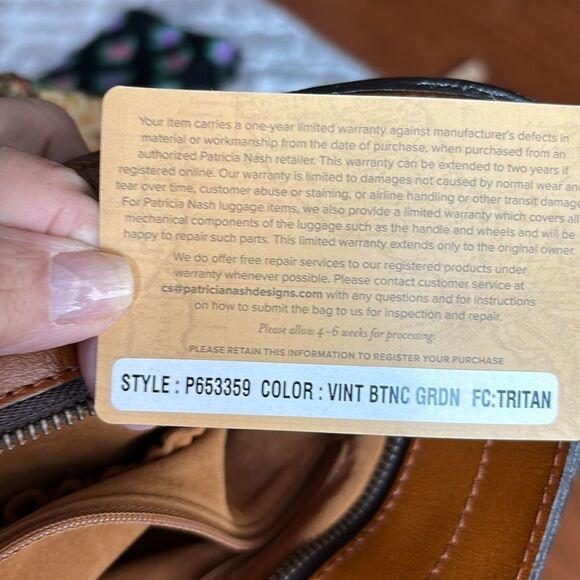 Your item carries a one-year limited warranty against manufacturer's defects in
material or workmanship from the date of purchase, when purchased from an
authorized Patricia Nash retailer. This warranty can be extended to two years if
registered online. Our warranty is limited to damages not caused by normal wear and
tear over time, customer abuse or staining, or airline handling or other transit damage
For Patricia Nash luggage items, we also provide a limited warranty which covers all
mechanical components of the luggage such as the handle and wheels and will be
happy to repair such parts. This limited warranty extends only to the original owner.
We do offer free repair services to our registered products under
warranty whenever possible. Please contact customer service at
cs@patricianashdesigns.com with any questions and for instructions
on how to submit the bag to us for inspection and repair.
Please allow 4-6 weeks for processing.
PLEASE RETAIN THIS INFORMATION TO REGISTER YOUR PURCHASE
STYLE : P653359 COLOR : VINT BTNC GRDN FC:TRITAN